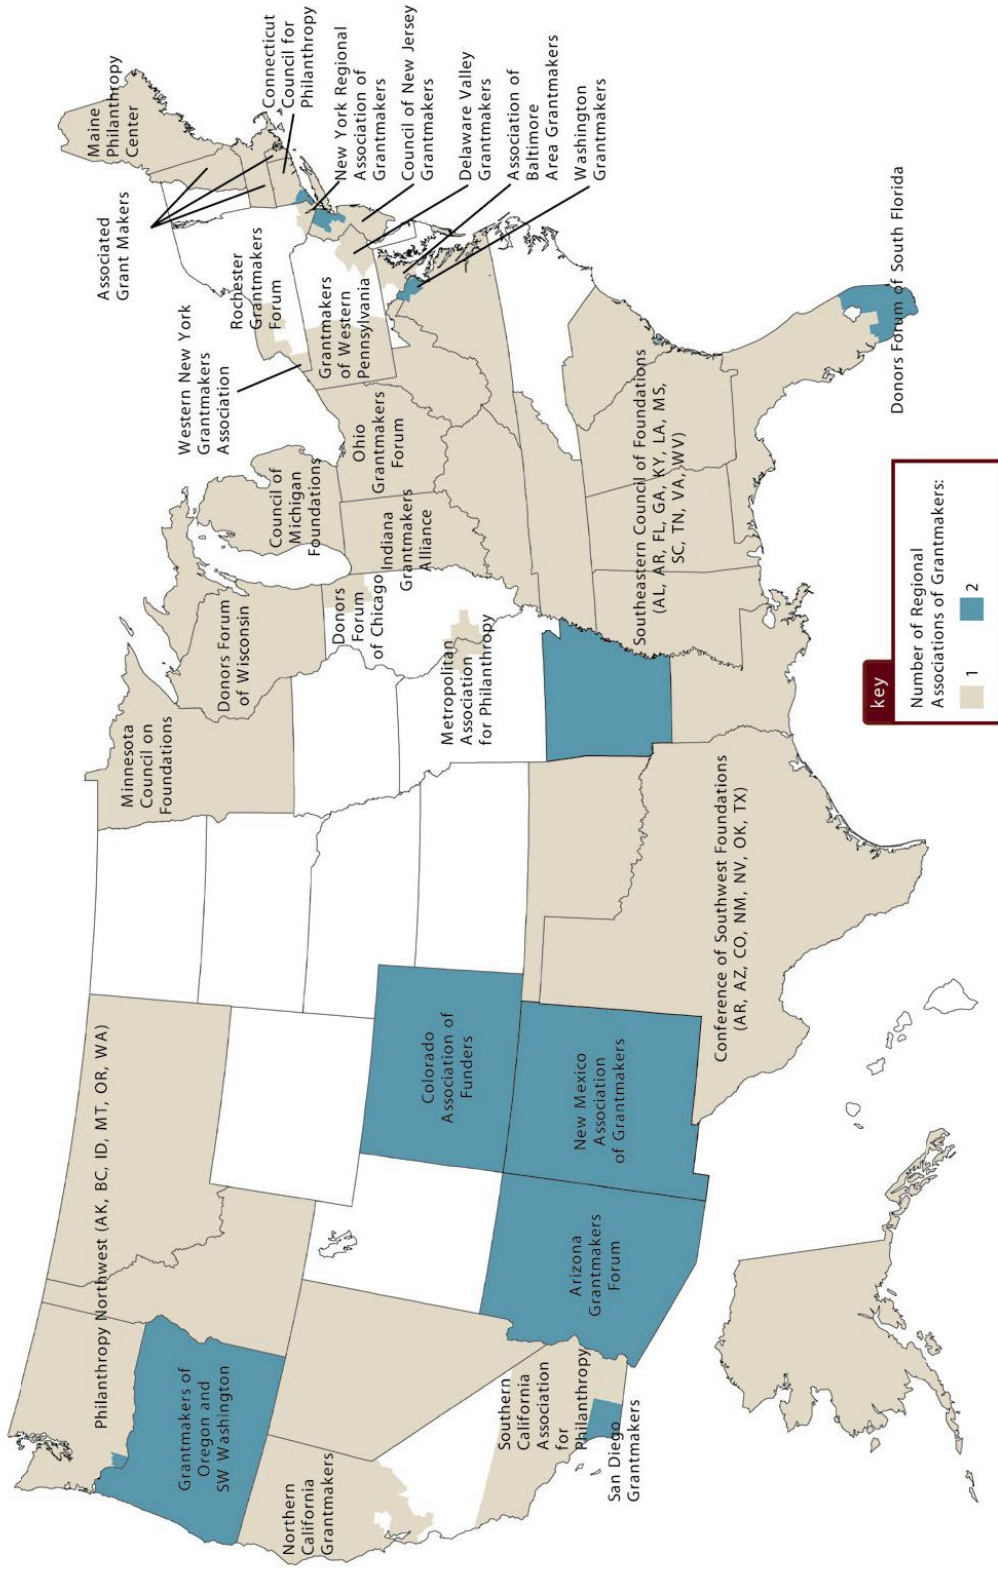 Philanthropy Northwest (AK, BC, ID, MT, OR, WA)
Grantmakers of
Oregon and
SW Washington
Northern
California
Grantmakers
Southern
California
Association
for
Philanthropy
San Diego
Grantmakers
Arizona
Grantmakers
Forum
New Mexico
Association
of Grantmakers
Colorado
Association of
Funders
Conference of Southwest Foundations
(AR, AZ, CO, NM, NV, OK, TX)
Minnesota
Council on
Foundations
Donors Forum
of Wisconsin
Metropolitan
Association
for Philanthropy
Donors
Forum
of Chicago
Council of
Michigan
Foundations
Indiana
Grantmakers
Alliance
Ohio
Grantmakers
Forum
Southeastern Council of Foundations
(AL, AR, FL, GA, KY, LA, MS,
SC, TN, VA, WV)
Western New York
Grantmakers
Association
Rochester
Grantmakers
Forum
Grantmakers
of Western
Pennsylvania
Associated
Grant Makers
Maine
Philanthropy
Center
Connecticut
Council for
Philanthropy
New York Regional
Association of
Grantmakers
Council of New Jersey
Grantmakers
Delaware Valley
Grantmakers
Association of
Baltimore
Area Grantmakers
Washington
Grantmakers
Donors Forum of South Florida
key
Number of Regional
Associations of Grantmakers:
1 2